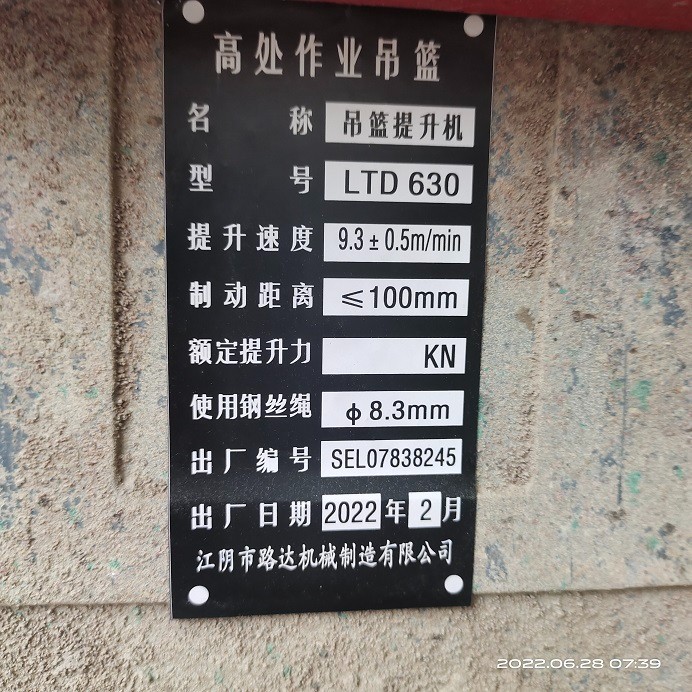 高处作业吊篮
名称 吊篮提升机
型号 LTD 630
提升速度 9.3±0.5m/min
制动距离 ≤100mm
额定提升力 KN
使用钢丝绳 ф8.3mm
出厂编号 SEL07838245
出厂日期 2022年2月
江阴市路达机械制造有限公司
2022.06.28 07:39